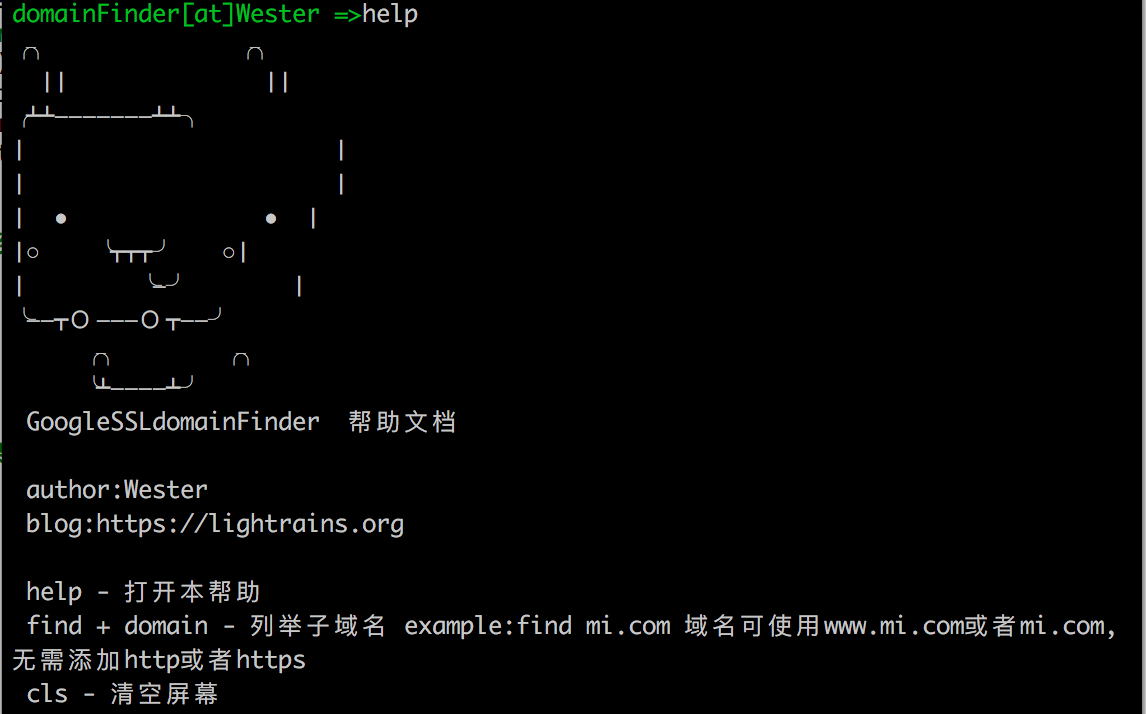 domainFinder[at]Wester =>help
GoogleSSLdomainFinder 帮助文档
author:Wester
blog:https://lightrains.org
help - 打开本帮助
find + domain - 列举子域名 example:find mi.com 域名可使用www.mi.com或者mi.com,
无需添加http或者https
cls - 清空屏幕